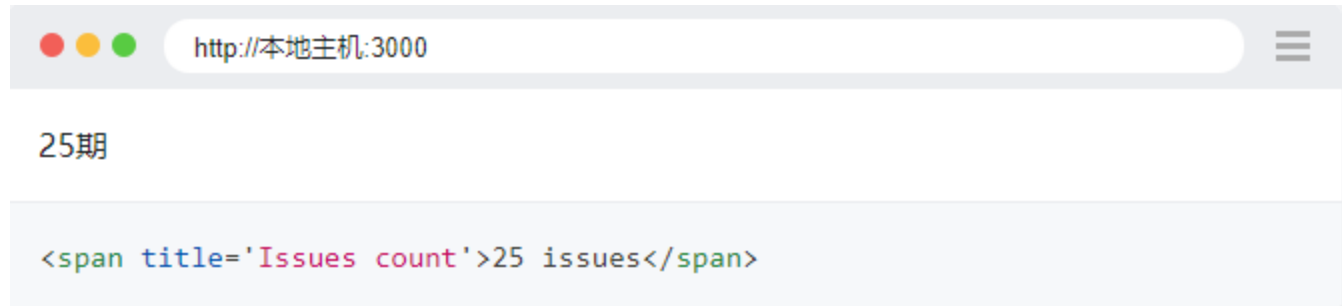 http://本地主机:3000
25期
<span title='Issues count'>25 issues</span>